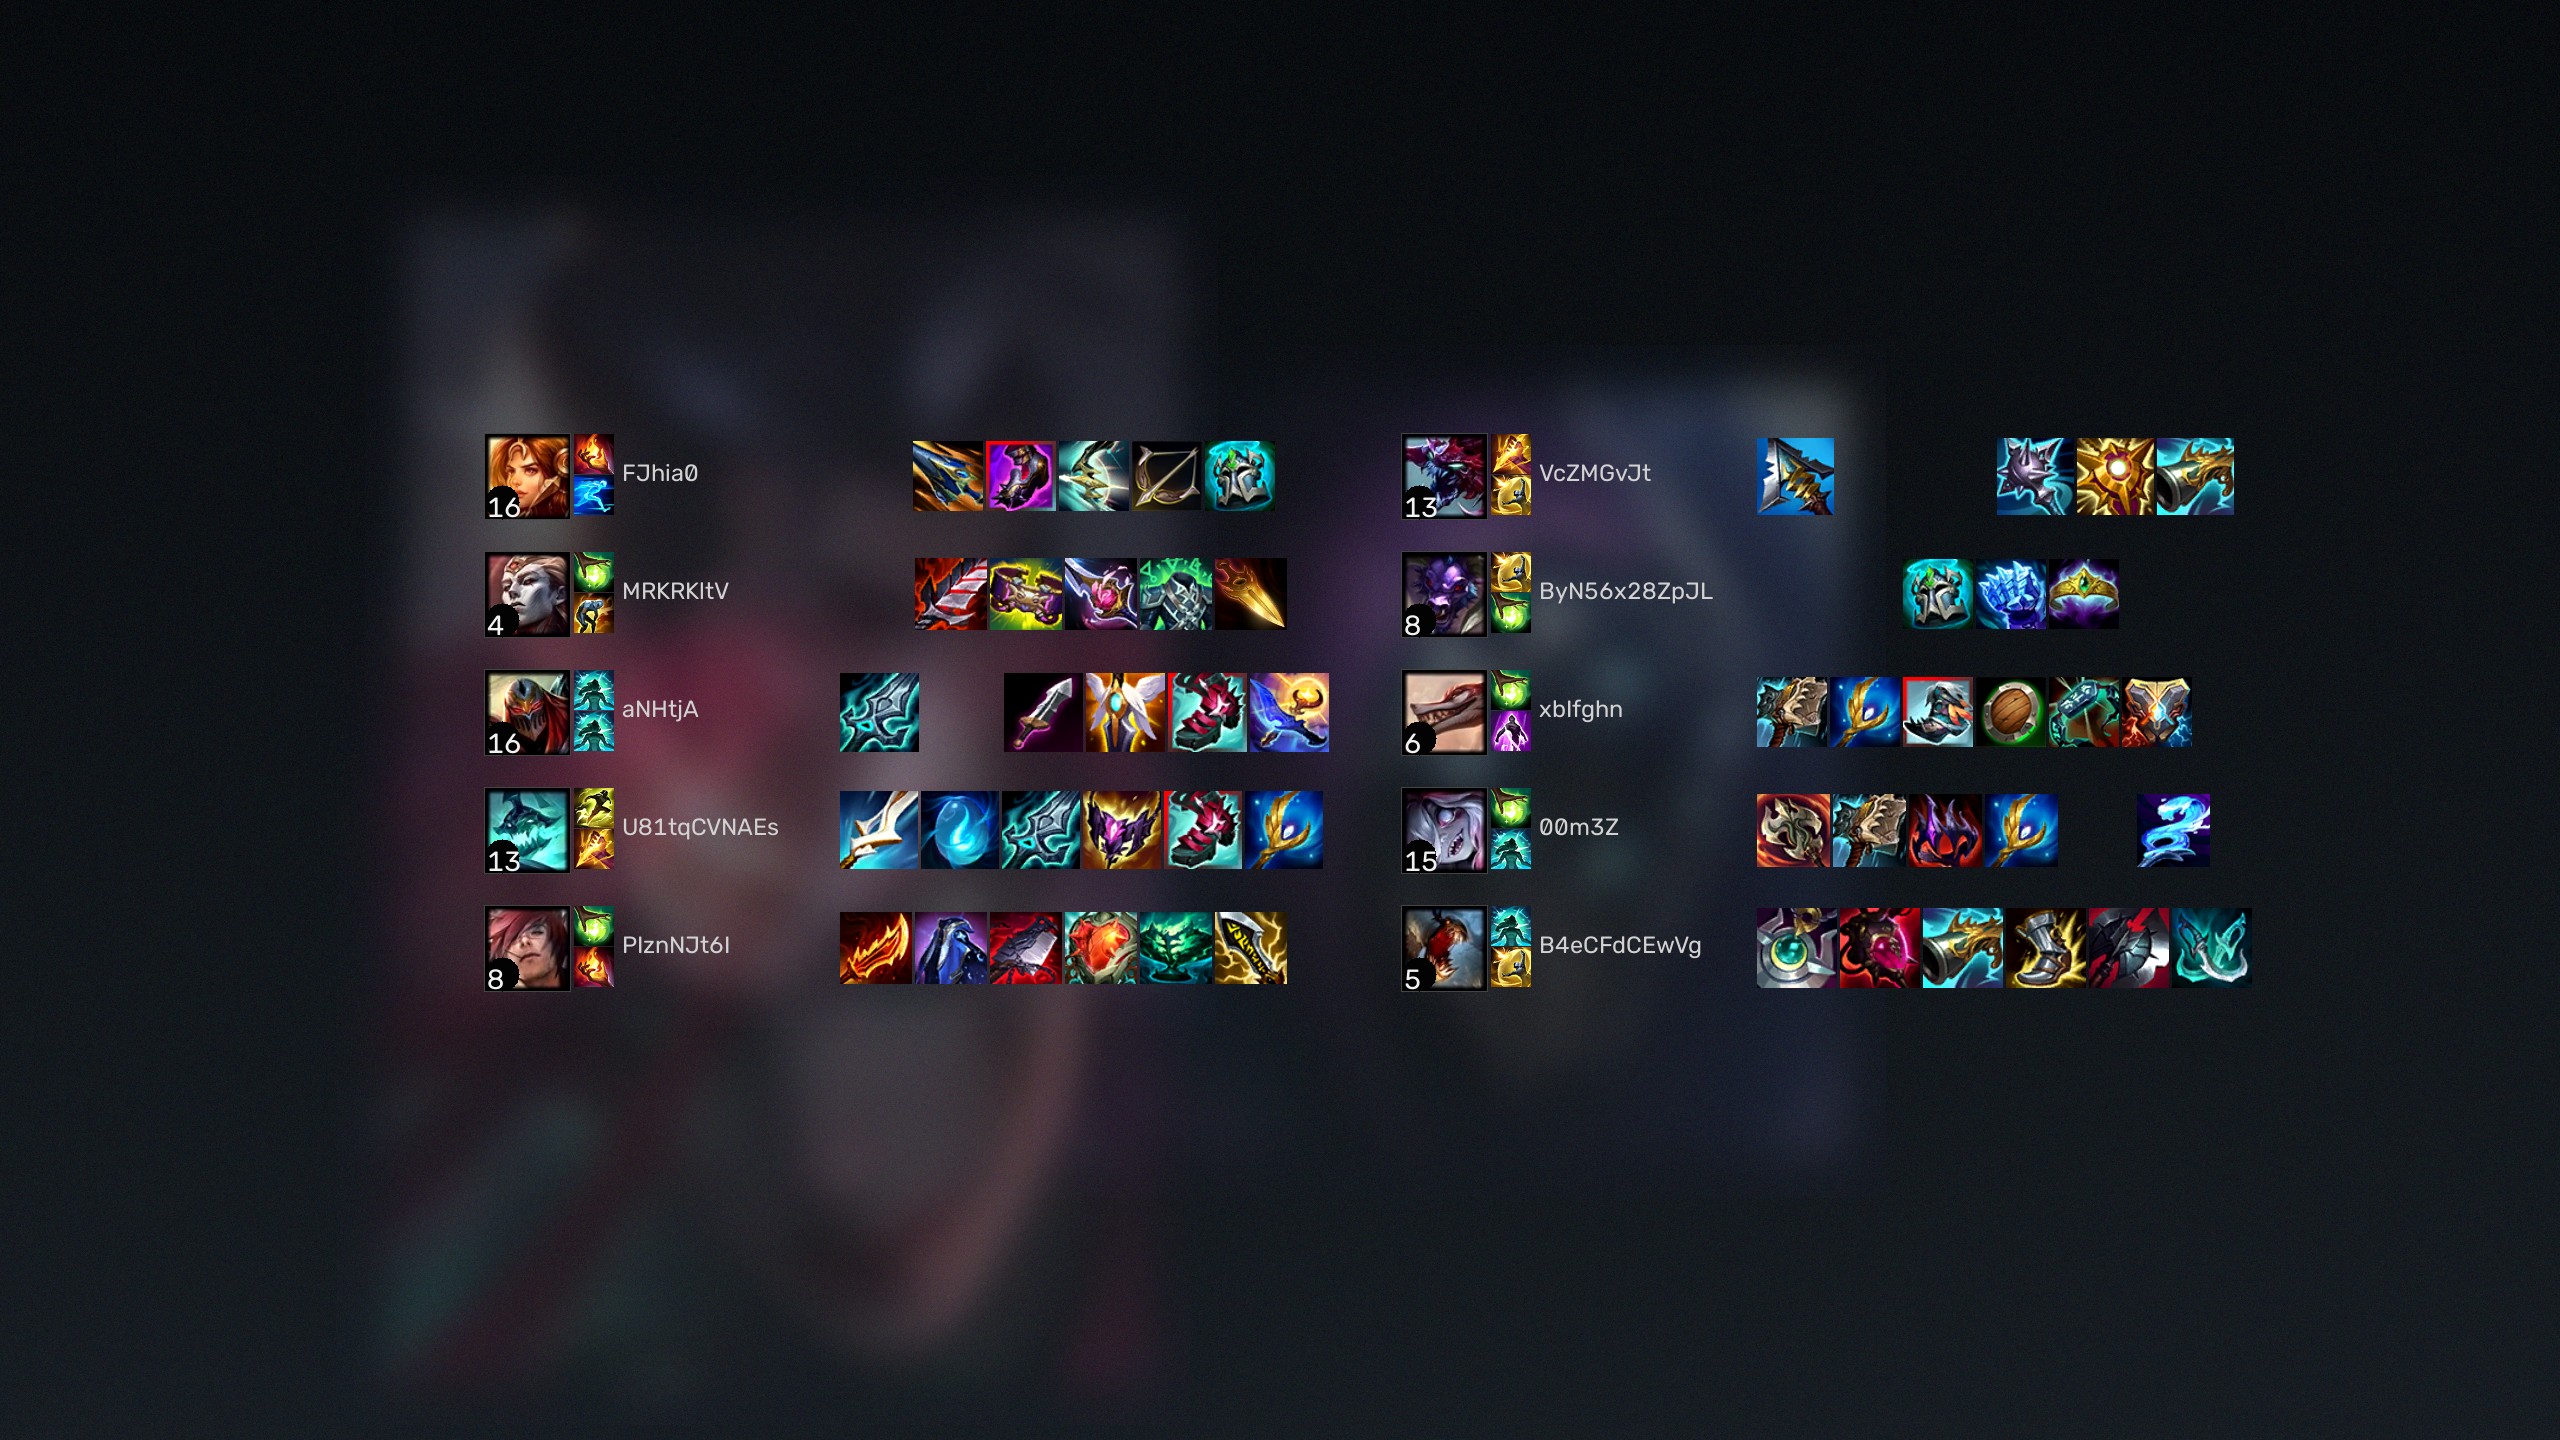 16 FJhia0
4 MRKRKItV
16 aNHtjA
13 U81tqCVNAEs
8 PIznNJt6I
13 VcZMGvJt
8 ByN56x28ZpJL
6 xbIfghn
15 00m3Z
5 B4eCFdCEwVg